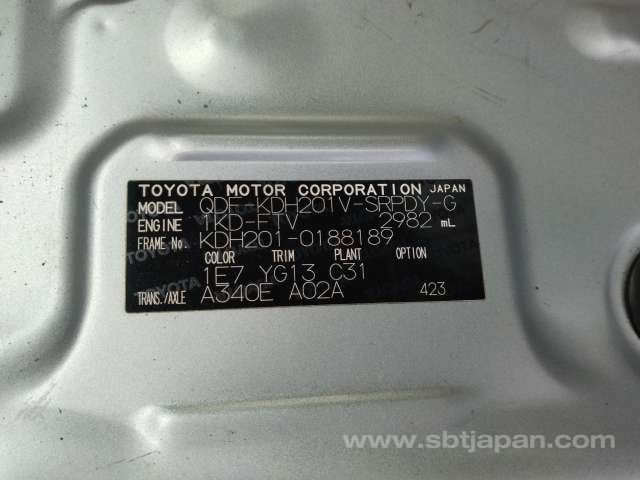 TOYOTA MOTOR CORPORATION JAPAN
MODEL QDF-KDH201V-SRPDY-G
ENGINE 1KD-FTV 2982 mL
FRAME No. KDH201-0188189
COLOR TRIM PLANT OPTION
1E7 YG13 C31
TRANS./AXLE A340E A02A 423
www.sbtjapan.com